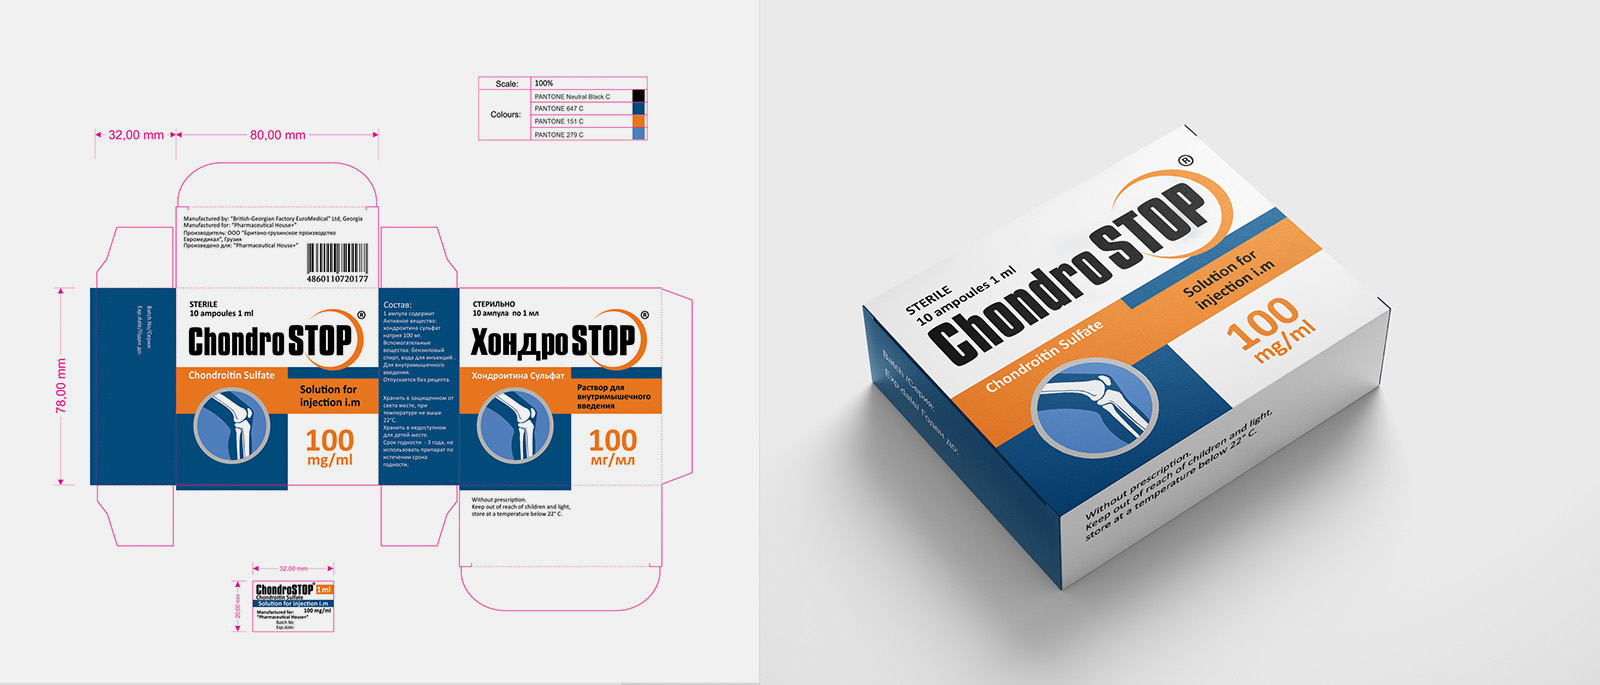 Scale: 100%
Colours:
PANTONE Neutral Black C
PANTONE 647 C
PANTONE 151 C
PANTONE 279 C
32,00 mm
80,00 mm
78,00 mm
Manufactured by: "British-Georgian Factory EuroMedical" Ltd, Georgia
Manufactured for: "Pharmaceutical House+"
Производитель: ООО "Британо-грузинское производство
Евромедикал", Грузия
Произведено для: "Pharmaceutical House+"
4860110720177
Batch No/Серия:
Exp.date/Годен до:
STERILE
10 ampoules 1 ml
Chondro STOP ®
Chondroitin Sulfate
Solution for
injection i.m
100
mg/ml
Состав:
1 ампула содержит
Активное вещество:
хондроитина сульфат
натрия 100 мг.
Вспомогательные
вещества: бензиловый
спирт, вода для инъекций .
Для внутримышечного
введения.
Отпускается без рецепта.
Хранить в защищенном от
света месте, при
температуре не выше
22°С.
Хранить в недоступном
для детей месте.
Срок годности - 3 года, не
использовать препарат по
истечении срока
годности.
СТЕРИЛЬНО
10 ампула по 1 мл
Хондро STOP ®
Хондроитина Сульфат
Раствор для
внутримышечного
введения
100
мг/мл
Without prescription.
Keep out of reach of children and light,
store at a temperature below 22° C.
32,00 mm
20,00 mm
ChondroSTOP® 1ml
Chondroitin Sulfate
Solution for injection i.m
Manufactured for: 100 mg/ml
"Pharmaceutical House+"
Batch No:
Exp.date:
STERILE
10 ampoules 1 ml
Chondro STOP ®
Chondroitin Sulfate
Solution for
injection i.m
100
mg/ml
Batch /Серия:
Exp.date/ Годен до:
Without prescription.
Keep out of reach of children and light,
store at a temperature below 22° C.